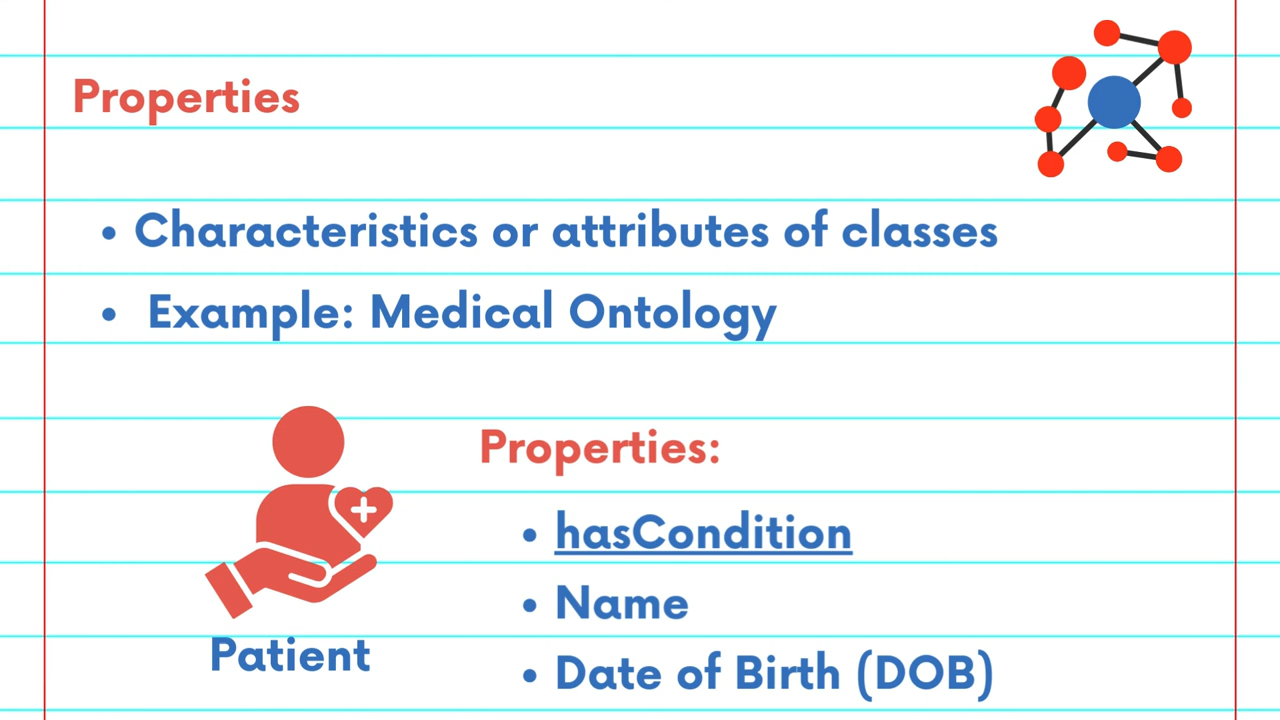 Properties
• Characteristics or attributes of classes
• Example: Medical Ontology
Properties:
• hasCondition
• Name
• Date of Birth (DOB)
Patient